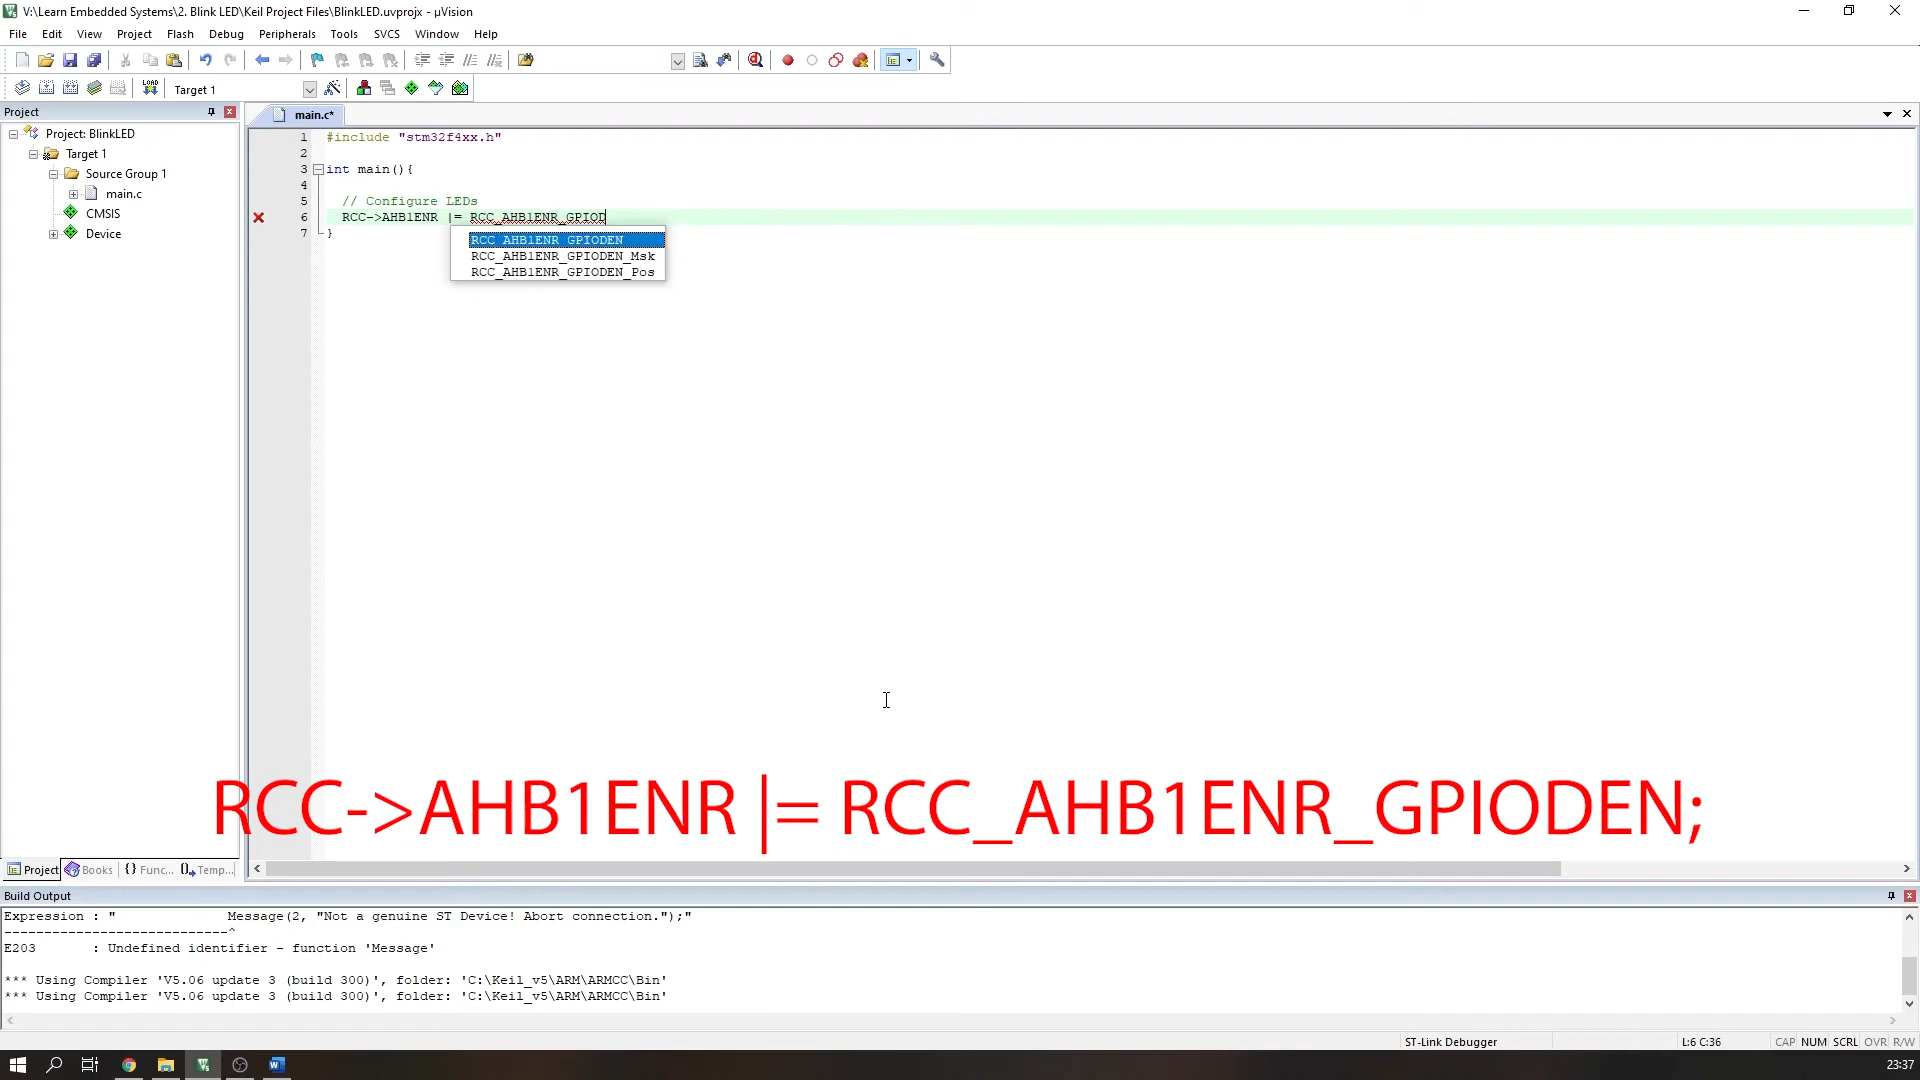 V:\Learn Embedded Systems\2. Blink LED\Keil Project Files\BlinkLED.uvprojx - µVision
File Edit View Project Flash Debug Peripherals Tools SVCS Window Help
LOAD Target 1
Project
main.c*
Project: BlinkLED
Target 1
Source Group 1
main.c
CMSIS
Device
1 #include "stm32f4xx.h"
2
3 int main(){
4
5 // Configure LEDs
6 RCC->AHB1ENR |= RCC_AHB1ENR_GPIOD
7 }
RCC_AHB1ENR_GPIODEN
RCC_AHB1ENR_GPIODEN_Msk
RCC_AHB1ENR_GPIODEN_Pos
RCC->AHB1ENR |= RCC_AHB1ENR_GPIODEN;
Project Books {} Func... Temp...
Build Output
Expression : " Message(2, "Not a genuine ST Device! Abort connection.");"
----------------------------^
E203 : Undefined identifier - function 'Message'
*** Using Compiler 'V5.06 update 3 (build 300)', folder: 'C:\Keil_v5\ARM\ARMCC\Bin'
*** Using Compiler 'V5.06 update 3 (build 300)', folder: 'C:\Keil_v5\ARM\ARMCC\Bin'
ST-Link Debugger L:6 C:36 CAP NUM SCRL OVR R/W
23:37